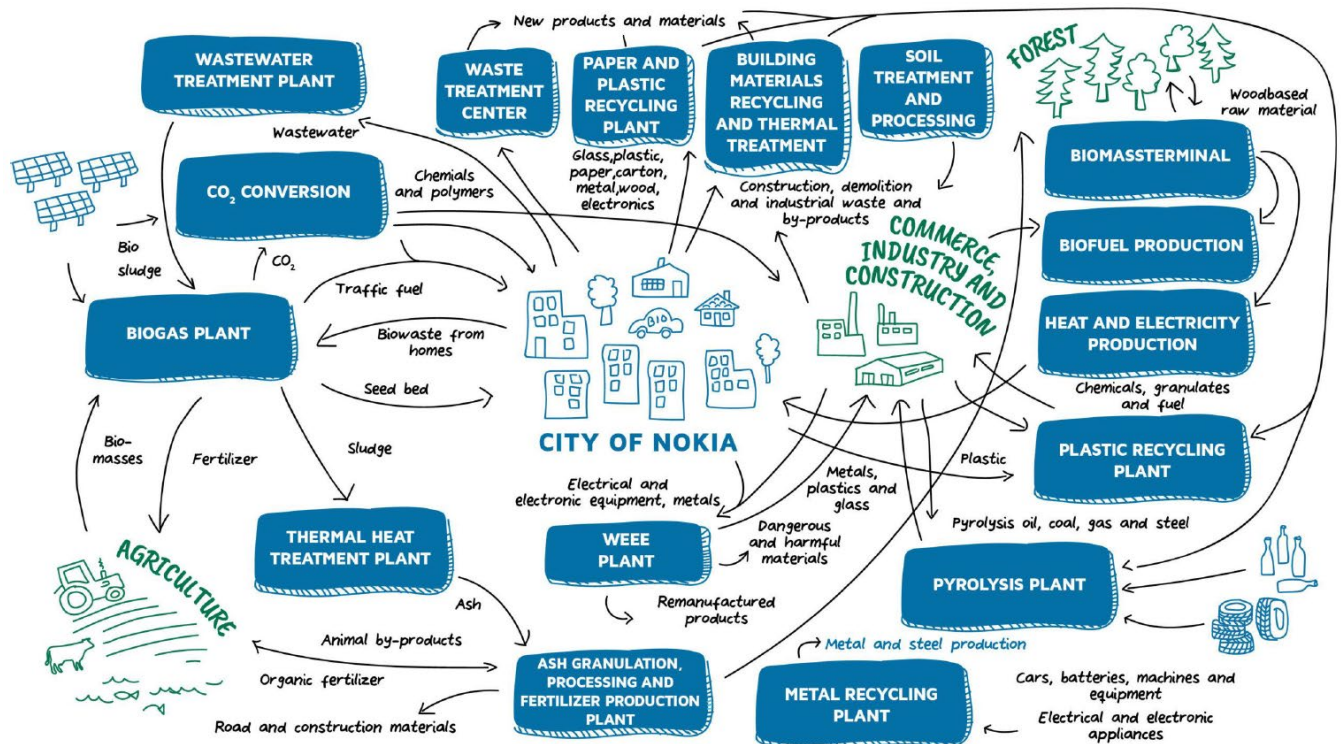 New products and materials
WASTEWATER
TREATMENT PLANT
WASTE
TREATMENT
CENTER
PAPER AND
PLASTIC
RECYCLING
PLANT
BUILDING
MATERIALS
RECYCLING
AND THERMAL
TREATMENT
SOIL
TREATMENT
AND
PROCESSING
FOREST
Woodbased
raw material
Wastewater
Glass,plastic,
paper,carton,
metal,wood,
electronics
BIOMASSTERMINAL
CO₂ CONVERSION
Chemials
and polymers
Construction, demolition
and industrial waste and
by-products
COMMERCE,
INDUSTRY AND
CONSTRUCTION
BIOFUEL PRODUCTION
Bio
sludge
CO₂
Traffic fuel
BIO
BIOGAS PLANT
Biowaste from
homes
HEAT AND ELECTRICITY
PRODUCTION
Seed bed
Chemicals, granulates
and fuel
CITY OF NOKIA
Bio-
masses
Fertilizer
Sludge
Plastic
PLASTIC RECYCLING
PLANT
Electrical and
electronic equipment, metals
Metals,
plastics and
glass
Pyrolysis oil, coal, gas and steel
AGRICULTURE
THERMAL HEAT
TREATMENT PLANT
WEEE
PLANT
Dangerous
and harmful
materials
PYROLYSIS PLANT
Ash
Remanufactured
products
Animal by-products
Organic fertilizer
Metal and steel production
ASH GRANULATION,
PROCESSING AND
FERTILIZER PRODUCTION
PLANT
METAL RECYCLING
PLANT
Cars, batteries, machines and
equipment
Electrical and electronic
appliances
Road and construction materials